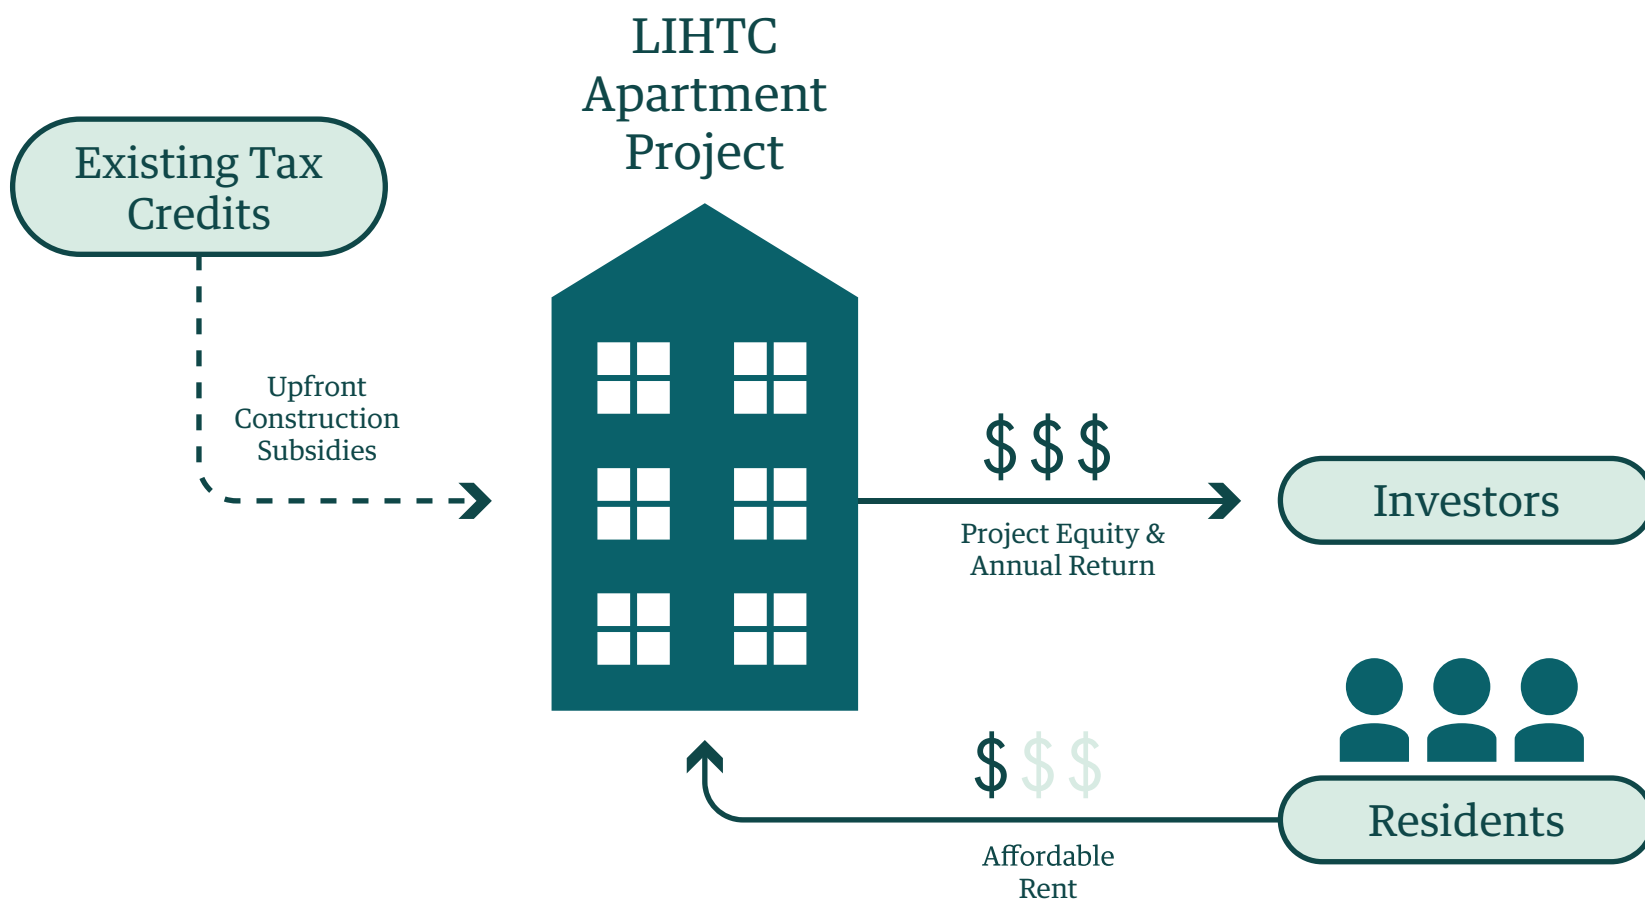 LIHTC
Apartment
Project
Existing Tax
Credits
Upfront
Construction
Subsidies
$$$
Project Equity &
Annual Return
Investors
$$$
Residents
Affordable
Rent